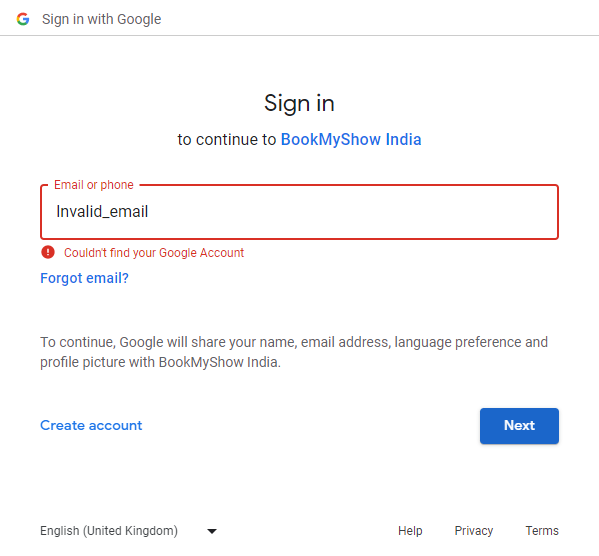 Sign in with Google
Sign in
to continue to BookMyShow India
Email or phone
Invalid_email
Couldn't find your Google Account
Forgot email?
To continue, Google will share your name, email address, language preference and
profile picture with BookMyShow India.
Create account
Next
English (United Kingdom)
Help
Privacy
Terms